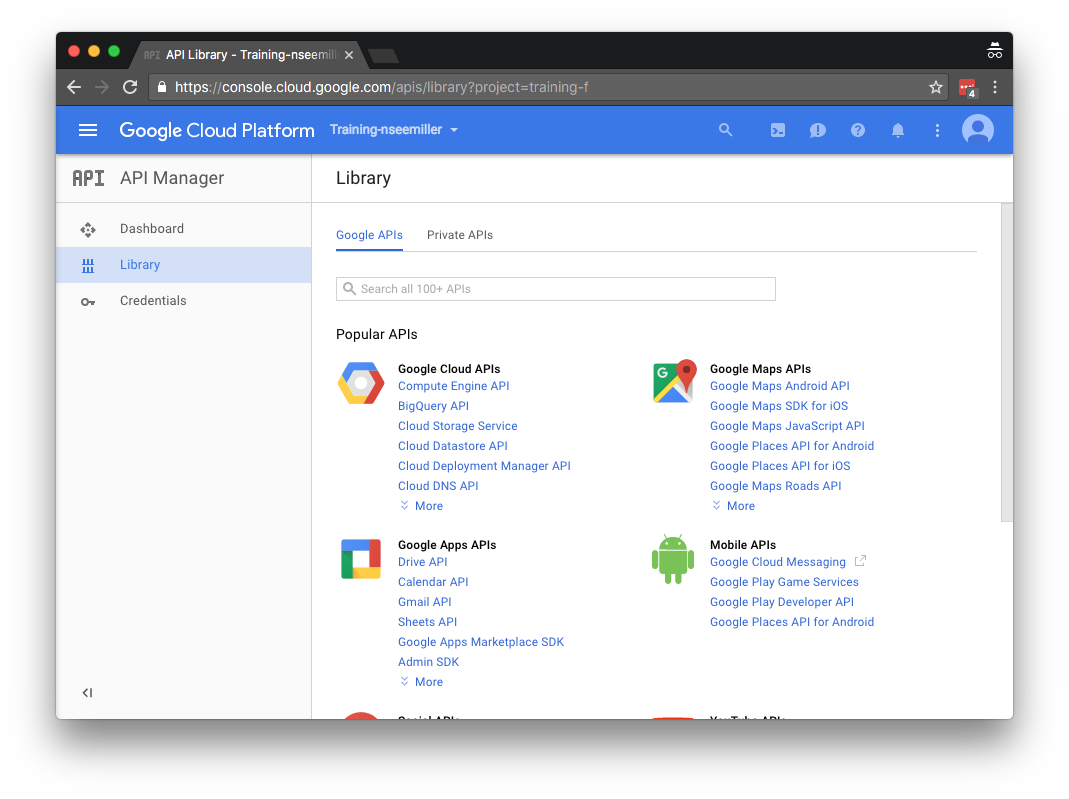 API API Library - Training-nseemill
https://console.cloud.google.com/apis/library?project=training-f
4
Google Cloud Platform Training-nseemiller
API API Manager
Library
Dashboard
Library
Credentials
Google APIs Private APIs
Search all 100+ APIs
Popular APIs
Google Cloud APIs
Compute Engine API
BigQuery API
Cloud Storage Service
Cloud Datastore API
Cloud Deployment Manager API
Cloud DNS API
More
G
Google Maps APIs
Google Maps Android API
Google Maps SDK for iOS
Google Maps JavaScript API
Google Places API for Android
Google Places API for iOS
Google Maps Roads API
More
Google Apps APIs
Drive API
Calendar API
Gmail API
Sheets API
Google Apps Marketplace SDK
Admin SDK
More
Mobile APIs
Google Cloud Messaging
Google Play Game Services
Google Play Developer API
Google Places API for Android
Social APIs
YouTube APIs